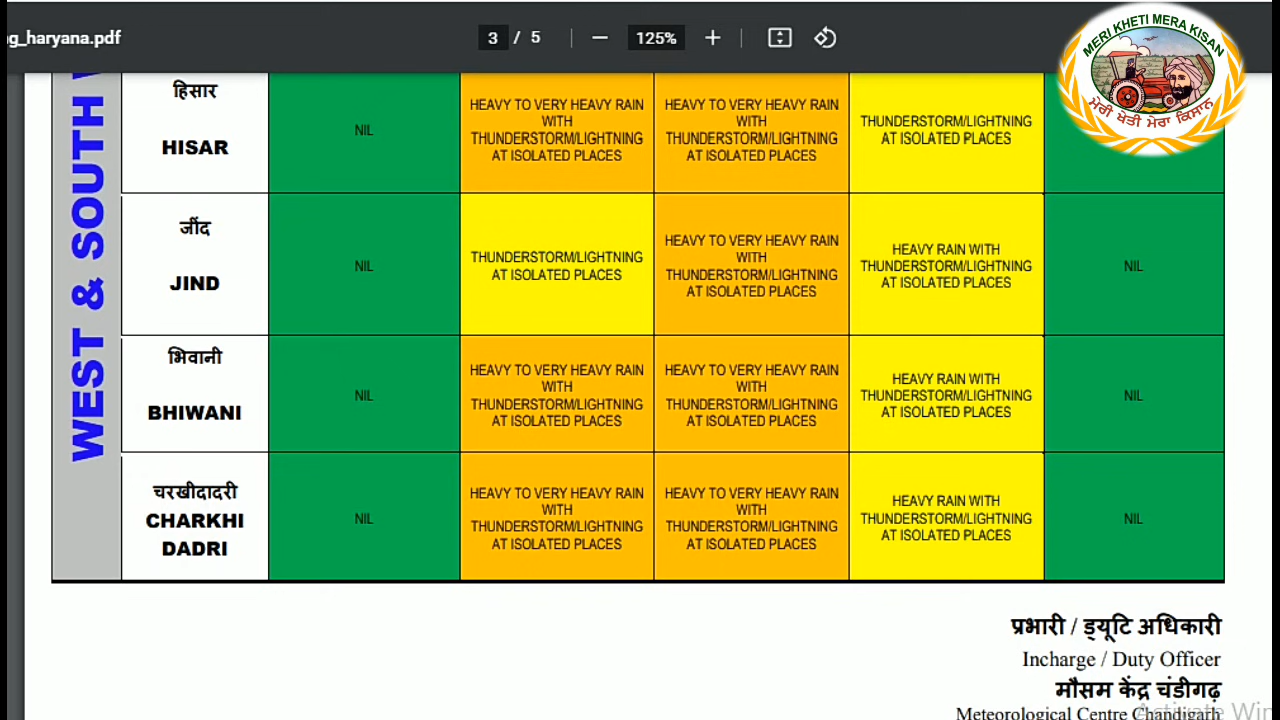 ng_haryana.pdf
3 / 5
125%
MERI KHETI MERA KISAN
ਮੇਰੀ ਖੇਤੀ ਮੇਰਾ ਕਿਸਾਨ
WEST & SOUTH
हिसार
HISAR
NIL
HEAVY TO VERY HEAVY RAIN
WITH
THUNDERSTORM/LIGHTNING
AT ISOLATED PLACES
HEAVY TO VERY HEAVY RAIN
WITH
THUNDERSTORM/LIGHTNING
AT ISOLATED PLACES
THUNDERSTORM/LIGHTNING
AT ISOLATED PLACES
जींद
JIND
NIL
THUNDERSTORM/LIGHTNING
AT ISOLATED PLACES
HEAVY TO VERY HEAVY RAIN
WITH
THUNDERSTORM/LIGHTNING
AT ISOLATED PLACES
HEAVY RAIN WITH
THUNDERSTORM/LIGHTNING
AT ISOLATED PLACES
NIL
भिवानी
BHIWANI
NIL
HEAVY TO VERY HEAVY RAIN
WITH
THUNDERSTORM/LIGHTNING
AT ISOLATED PLACES
HEAVY TO VERY HEAVY RAIN
WITH
THUNDERSTORM/LIGHTNING
AT ISOLATED PLACES
HEAVY RAIN WITH
THUNDERSTORM/LIGHTNING
AT ISOLATED PLACES
NIL
चरखीदादरी
CHARKHI
DADRI
NIL
HEAVY TO VERY HEAVY RAIN
WITH
THUNDERSTORM/LIGHTNING
AT ISOLATED PLACES
HEAVY TO VERY HEAVY RAIN
WITH
THUNDERSTORM/LIGHTNING
AT ISOLATED PLACES
HEAVY RAIN WITH
THUNDERSTORM/LIGHTNING
AT ISOLATED PLACES
NIL
प्रभारी / ड्यूटि अधिकारी
Incharge / Duty Officer
मौसम केंद्र चंडीगढ़
Meteorological Centre Chandigarh
Activate Win